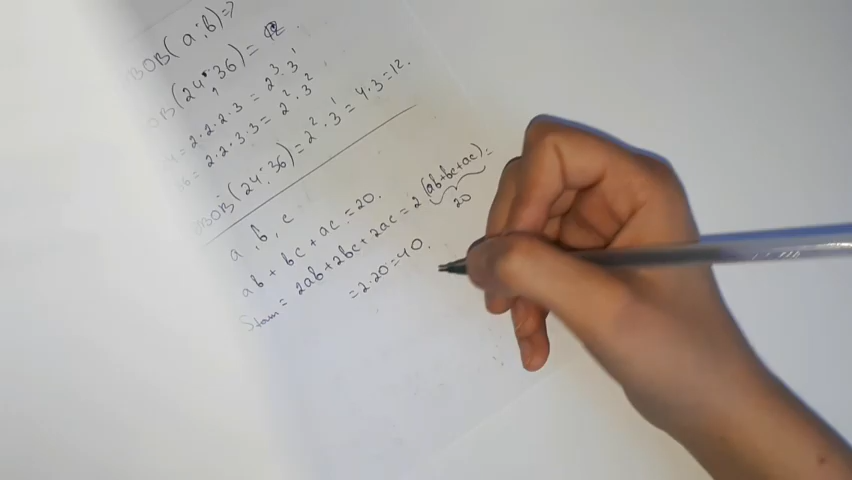 ƏBOB(a;b)=>
OB(24;36)=12.
4=2·2·2·3=2³·3¹
36=2·2·3·3=2²·3²
ƏBOB(24;36)=2²·3¹=4·3=12.
a, b, c
ab+bc+ac=20.
Stam=2ab+2bc+2ac=2(ab+bc+ac)=
20
=2·20=40.